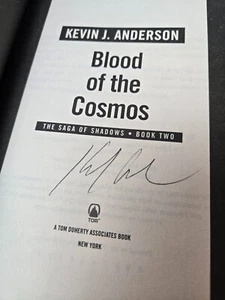 KEVIN J. ANDERSON
Blood
of the
Cosmos
THE SAGA OF SHADOWS • BOOK TWO
TOR
A TOM DOHERTY ASSOCIATES BOOK
NEW YORK